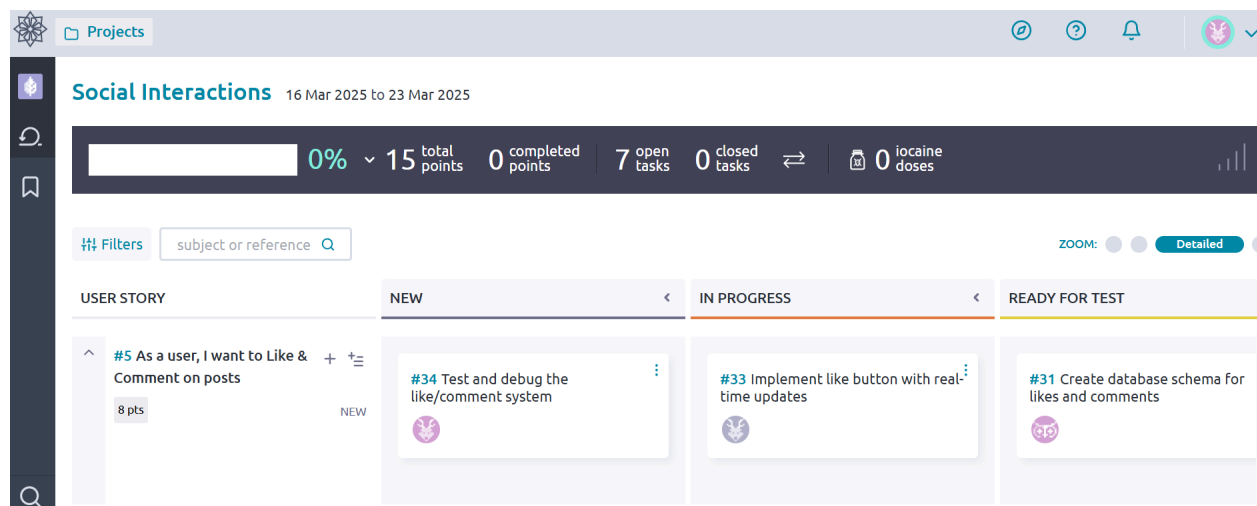 Projects
Social Interactions 16 Mar 2025 to 23 Mar 2025
0% 15 total points 0 completed points 7 open tasks 0 closed tasks 0 iocaine doses
Filters subject or reference ZOOM: Detailed
USER STORY NEW IN PROGRESS READY FOR TEST
#5 As a user, I want to Like &
Comment on posts
8 pts NEW
#34 Test and debug the
like/comment system
#33 Implement like button with real-
time updates
#31 Create database schema for
likes and comments